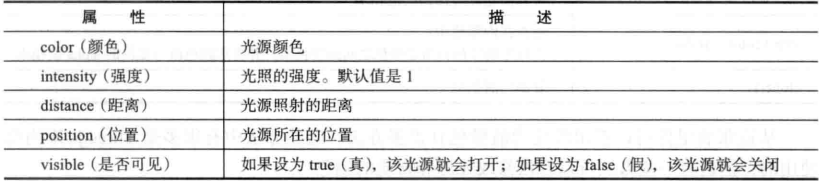 属 性 描 述
color（颜色） 光源颜色
intensity（强度） 光照的强度。默认值是 1
distance（距离） 光源照射的距离
position（位置） 光源所在的位置
visible（是否可见） 如果设为 true（真），该光源就会打开；如果设为 false（假），该光源就会关闭